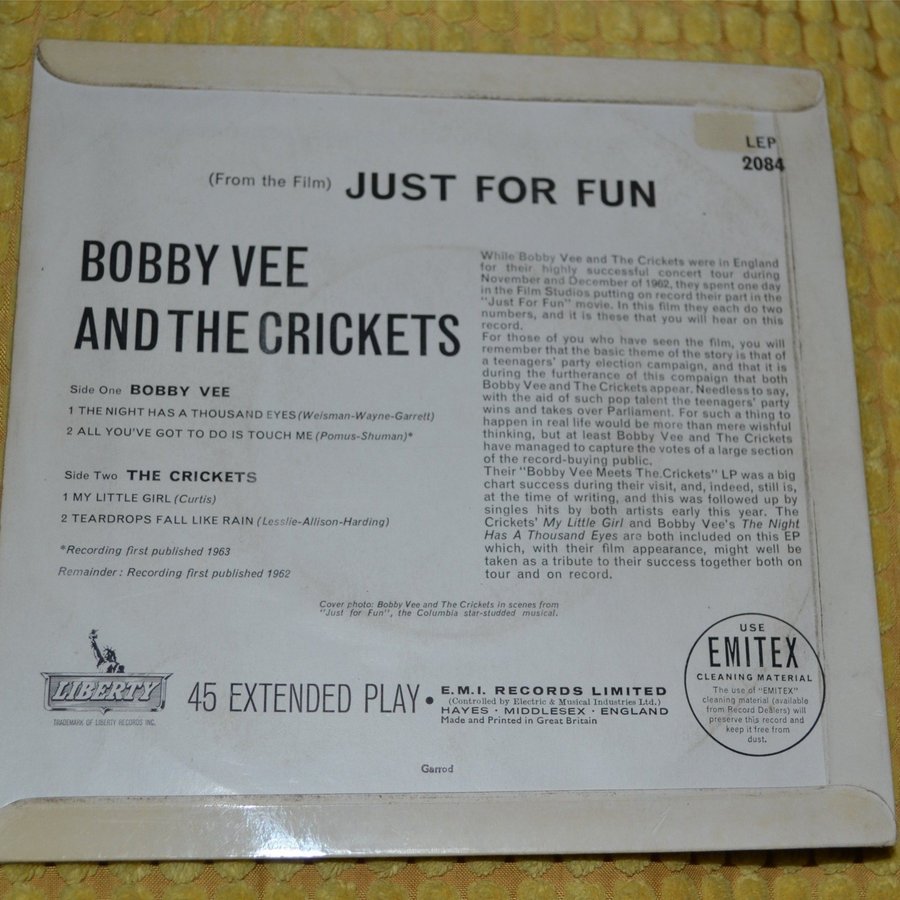 LEP
2084
(From the Film) JUST FOR FUN
BOBBY VEE
AND THE CRICKETS
Side One BOBBY VEE
1 THE NIGHT HAS A THOUSAND EYES (Weisman-Wayne-Garrett)
2 ALL YOU'VE GOT TO DO IS TOUCH ME (Pomus-Shuman)*
Side Two THE CRICKETS
1 MY LITTLE GIRL (Curtis)
2 TEARDROPS FALL LIKE RAIN (Lesslie-Allison-Harding)
*Recording first published 1963
Remainder: Recording first published 1962
While Bobby Vee and The Crickets were in England
for their highly successful concert tour during
November and December of 1962, they spent one day
in the Film Studios putting on record their part in the
"Just For Fun" movie. In this film they each do two
numbers, and it is these that you will hear on this
record.
For those of you who have seen the film, you will
remember that the basic theme of the story is that of
a teenagers' party election campaign, and that it is
during the furtherance of this compaign that both
Bobby Vee and The Crickets appear. Needless to say,
with the aid of such pop talent the teenagers' party
wins and takes over Parliament. For such a thing to
happen in real life would be more than mere wishful
thinking, but at least Bobby Vee and The Crickets
have managed to capture the votes of a large section
of the record-buying public.
Their "Bobby Vee Meets The Crickets" LP was a big
chart success during their visit, and, indeed, still is,
at the time of writing, and this was followed up by
singles hits by both artists early this year. The
Crickets' My Little Girl and Bobby Vee's The Night
Has A Thousand Eyes are both included on this EP
which, with their film appearance, might well be
taken as a tribute to their success together both on
tour and on record.
Cover photo: Bobby Vee and The Crickets in scenes from
"Just for Fun", the Columbia star-studded musical.
LIBERTY
TRADEMARK OF LIBERTY RECORDS INC.
45 EXTENDED PLAY •
E.M.I. RECORDS LIMITED
(Controlled by Electric & Musical Industries Ltd.)
HAYES · MIDDLESEX · ENGLAND
Made and Printed in Great Britain
USE
EMITEX
CLEANING MATERIAL
The use of "EMITEX"
cleaning material (available
from Record Dealers) will
preserve this record and
keep it free from
dust.
Garrod